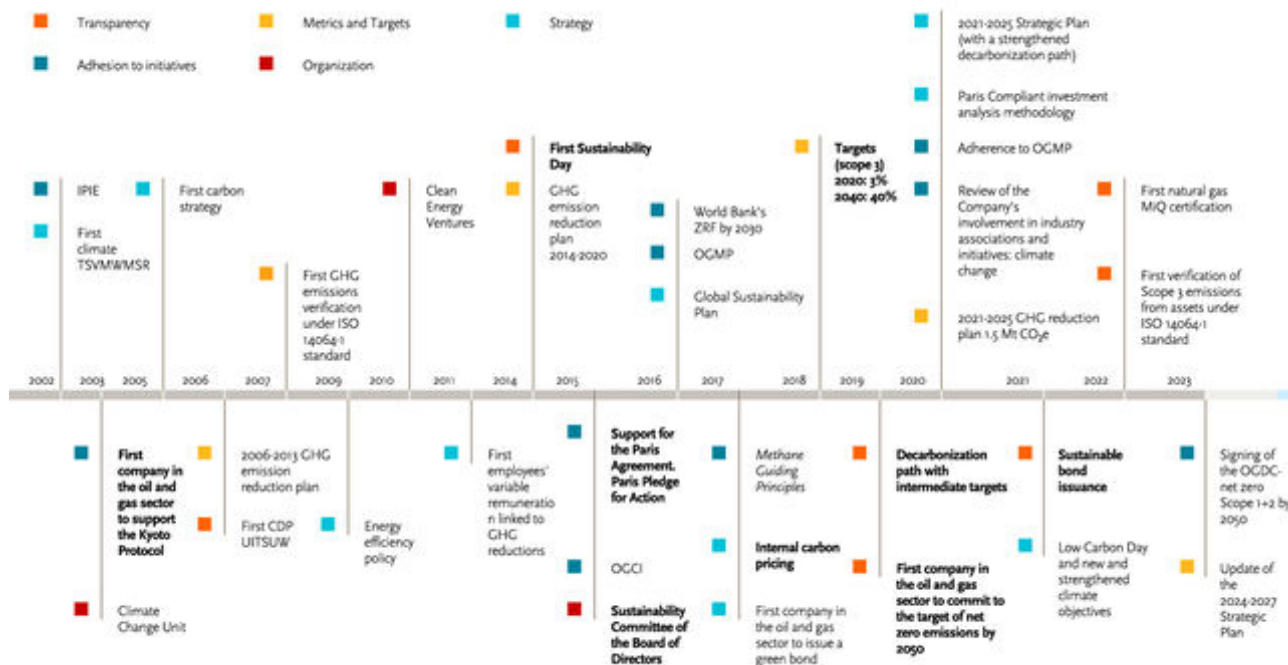 Transparency
Metrics and Targets
Strategy
Adhesion to initiatives
Organization
2021-2025 Strategic Plan
(with a strengthened
decarbonization path)
Paris Compliant investment
analysis methodology
Adherence to OGMP
Review of the
Company's
involvement in industry
associations and
initiatives: climate
change
2021-2025 GHG reduction
plan 1.5 Mt CO₂e
IPIE
First
climate
TSVMWMSR
First carbon
strategy
First GHG
emissions
verification
under ISO
14064-1
standard
Clean
Energy
Ventures
First Sustainability
Day
GHG
emission
reduction
plan
2014-2020
World Bank's
ZRF by 2030
OGMP
Global Sustainability
Plan
Targets
(scope 3)
2020: 3%
2040: 40%
First natural gas
MiQ certification
First verification of
Scope 3 emissions
from assets under
ISO 14064-1
standard
2002 2003 2005 2006 2007 2009 2010 2011 2014 2015 2016 2017 2018 2019 2020 2021 2022 2023
First
company in
the oil and
gas sector
to support
the Kyoto
Protocol
Climate
Change Unit
2006-2013 GHG
emission
reduction plan
First CDP
UITSUW
Energy
efficiency
policy
First
employees'
variable
remuneratio
n linked to
GHG
reductions
Support for
the Paris
Agreement.
Paris Pledge
for Action
OGCI
Sustainability
Committee of
the Board of
Directors
Methane
Guiding
Principles
Internal carbon
pricing
First company in
the oil and gas
sector to issue a
green bond
Decarbonization
path with
intermediate targets
First company in
the oil and gas
sector to commit to
the target of net
zero emissions by
2050
Sustainable
bond
issuance
Low Carbon Day
and new and
strengthened
climate
objectives
Signing of
the OGDC-
net zero
Scope 1+2 by
2050
Update of
the
2024-2027
Strategic
Plan